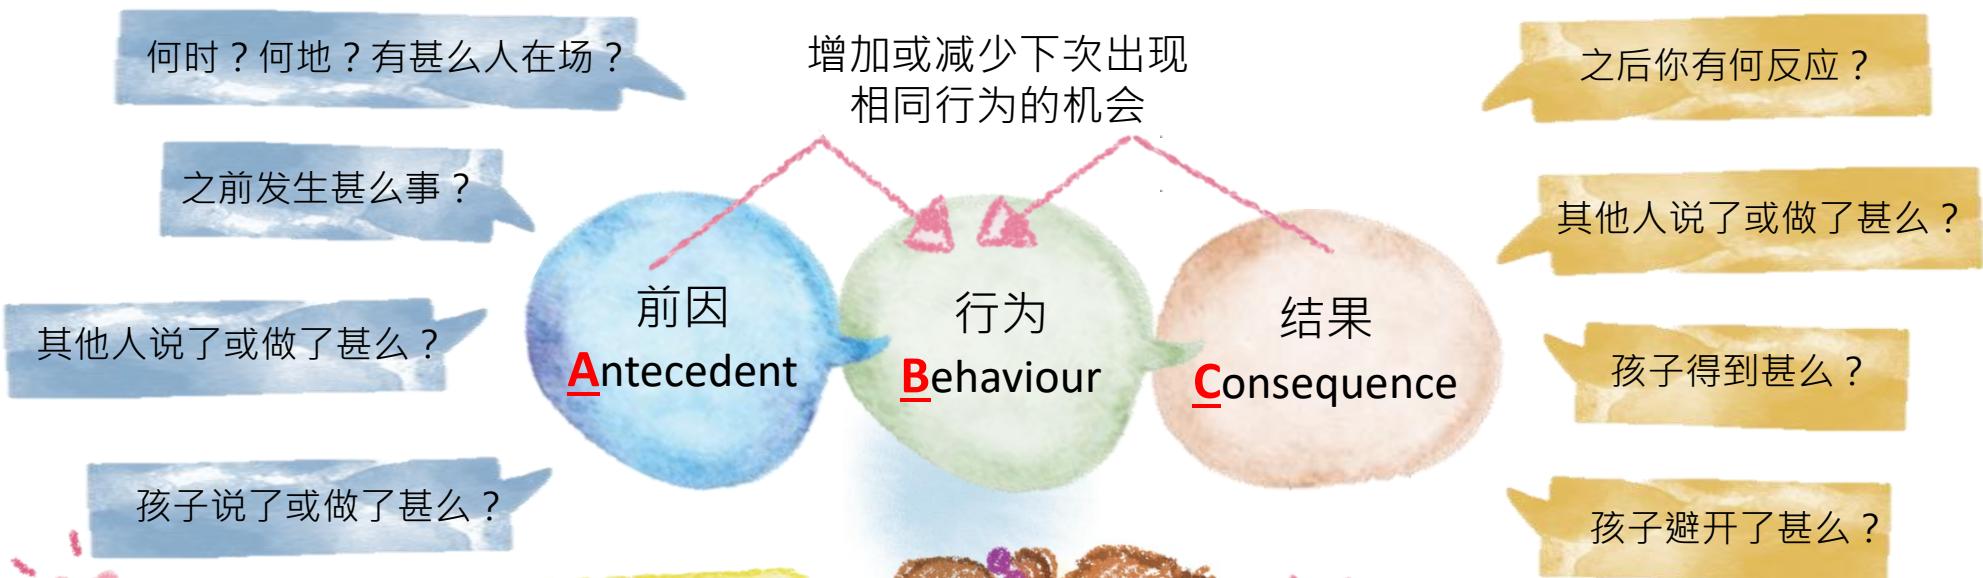 何时？何地？有甚么人在场？
之前发生甚么事？
其他人说了或做了甚么？
孩子说了或做了甚么？
增加或减少下次出现
相同行为的机会
前因
Antecedent
行为
Behaviour
结果
Consequence
之后你有何反应？
其他人说了或做了甚么？
孩子得到甚么？
孩子避开了甚么？